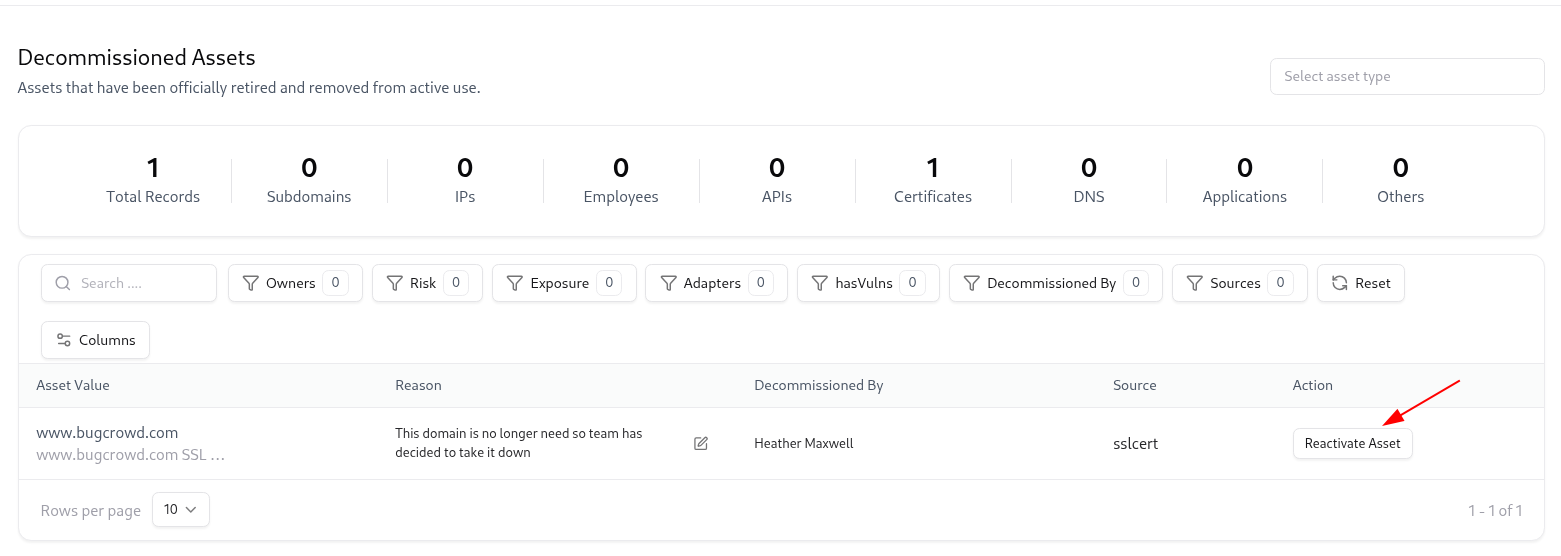 Decommissioned Assets
Assets that have been officially retired and removed from active use.
Select asset type
1 0 0 0 0 1 0 0 0
Total Records Subdomains IPs Employees APIs Certificates DNS Applications Others
Search .... Owners 0 Risk 0 Exposure 0 Adapters 0 hasVulns 0 Decommissioned By 0 Sources 0 Reset
Columns
Asset Value Reason Decommissioned By Source Action
www.bugcrowd.com
www.bugcrowd.com SSL ...
This domain is no longer need so team has
decided to take it down
Heather Maxwell
sslcert
Reactivate Asset
Rows per page 10 1 - 1 of 1